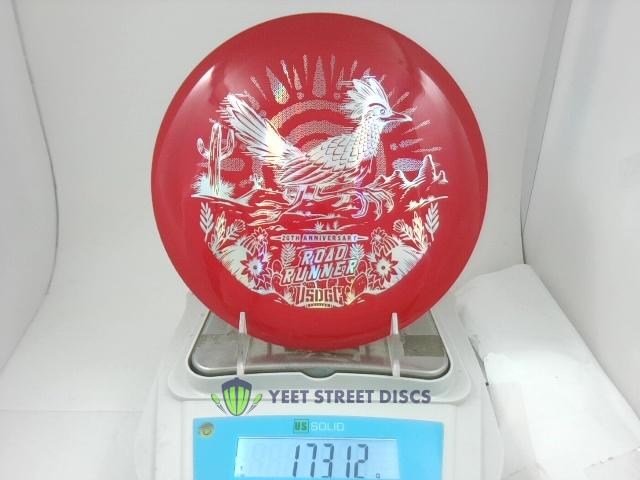 20TH ANNIVERSARY
ROAD
RUNNER
USDGC
YEET STREET DISCS
US SOLID
173.12 g